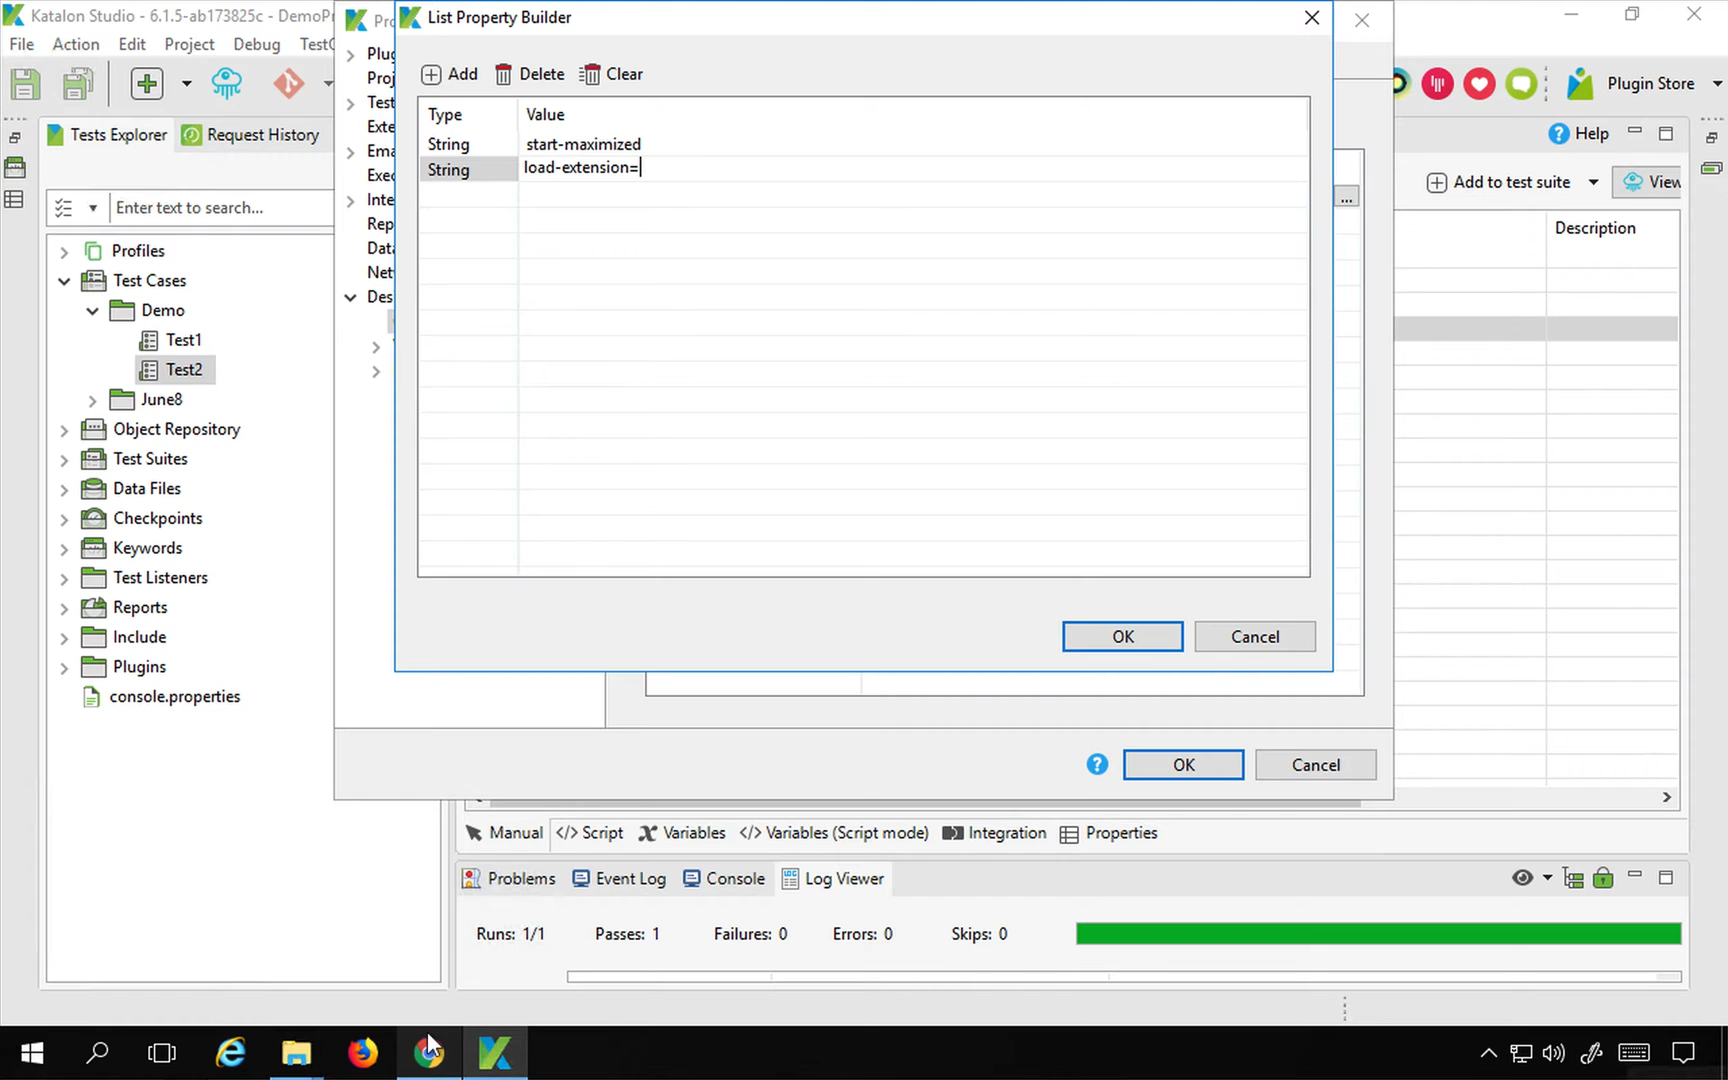 Katalon Studio - 6.1.5-ab173825c - DemoPr
File Action Edit Project Debug TestC
Plugin Store
Tests Explorer
Request History
Enter text to search...
Profiles
Test Cases
Demo
Test1
Test2
June8
Object Repository
Test Suites
Data Files
Checkpoints
Keywords
Test Listeners
Reports
Include
Plugins
console.properties
List Property Builder
Add Delete Clear
Type Value
String start-maximized
String load-extension=
OK Cancel
...
OK Cancel
Help
Add to test suite
View
Description
Manual Script Variables Variables (Script mode) Integration Properties
Problems Event Log Console Log Viewer
Runs: 1/1 Passes: 1 Failures: 0 Errors: 0 Skips: 0